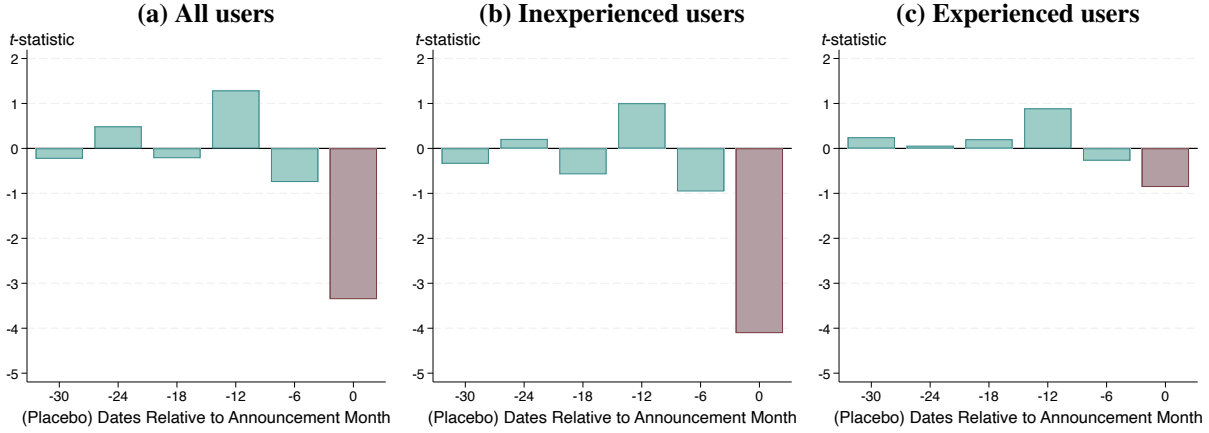 (a) All users
t-statistic
2
1
0
-1
-2
-3
-4
-5
-30 -24 -18 -12 -6 0
(Placebo) Dates Relative to Announcement Month
(b) Inexperienced users
t-statistic
2
1
0
-1
-2
-3
-4
-5
-30 -24 -18 -12 -6 0
(Placebo) Dates Relative to Announcement Month
(c) Experienced users
t-statistic
2
1
0
-1
-2
-3
-4
-5
-30 -24 -18 -12 -6 0
(Placebo) Dates Relative to Announcement Month